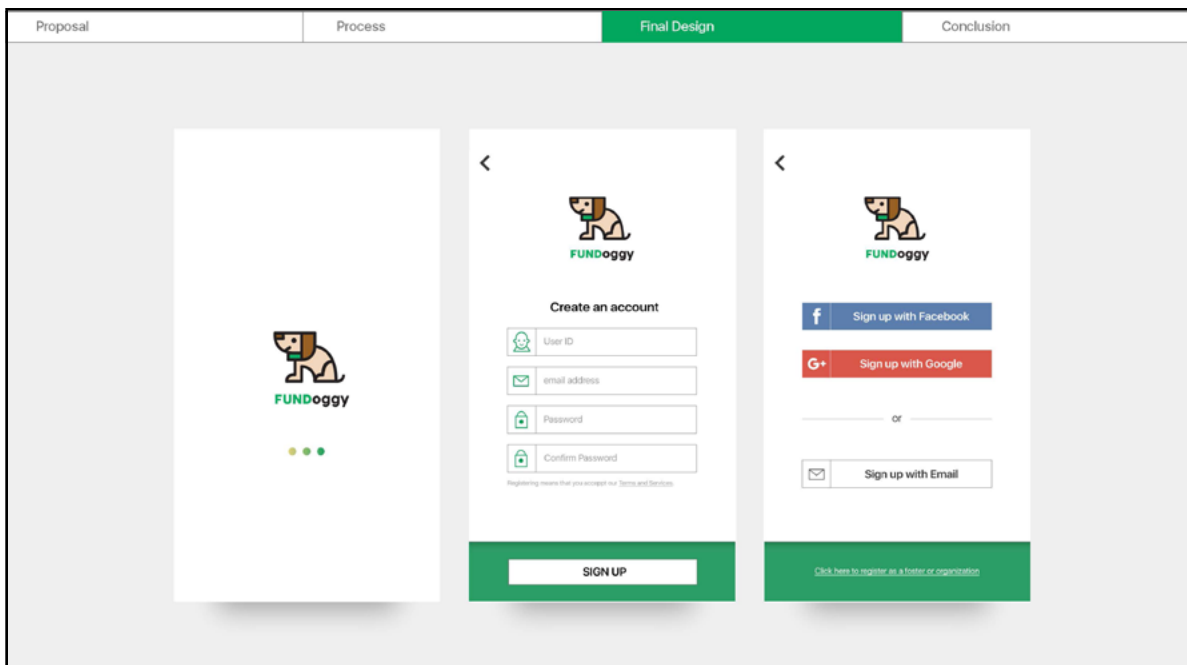 Proposal
Process
Final Design
Conclusion
FUNDoggy
FUNDoggy
Create an account
User ID
email address
Password
Confirm Password
Registering means that you accept our Terms and Services.
SIGN UP
FUNDoggy
f Sign up with Facebook
G+ Sign up with Google
or
Sign up with Email
Click here to register as a foster or organization